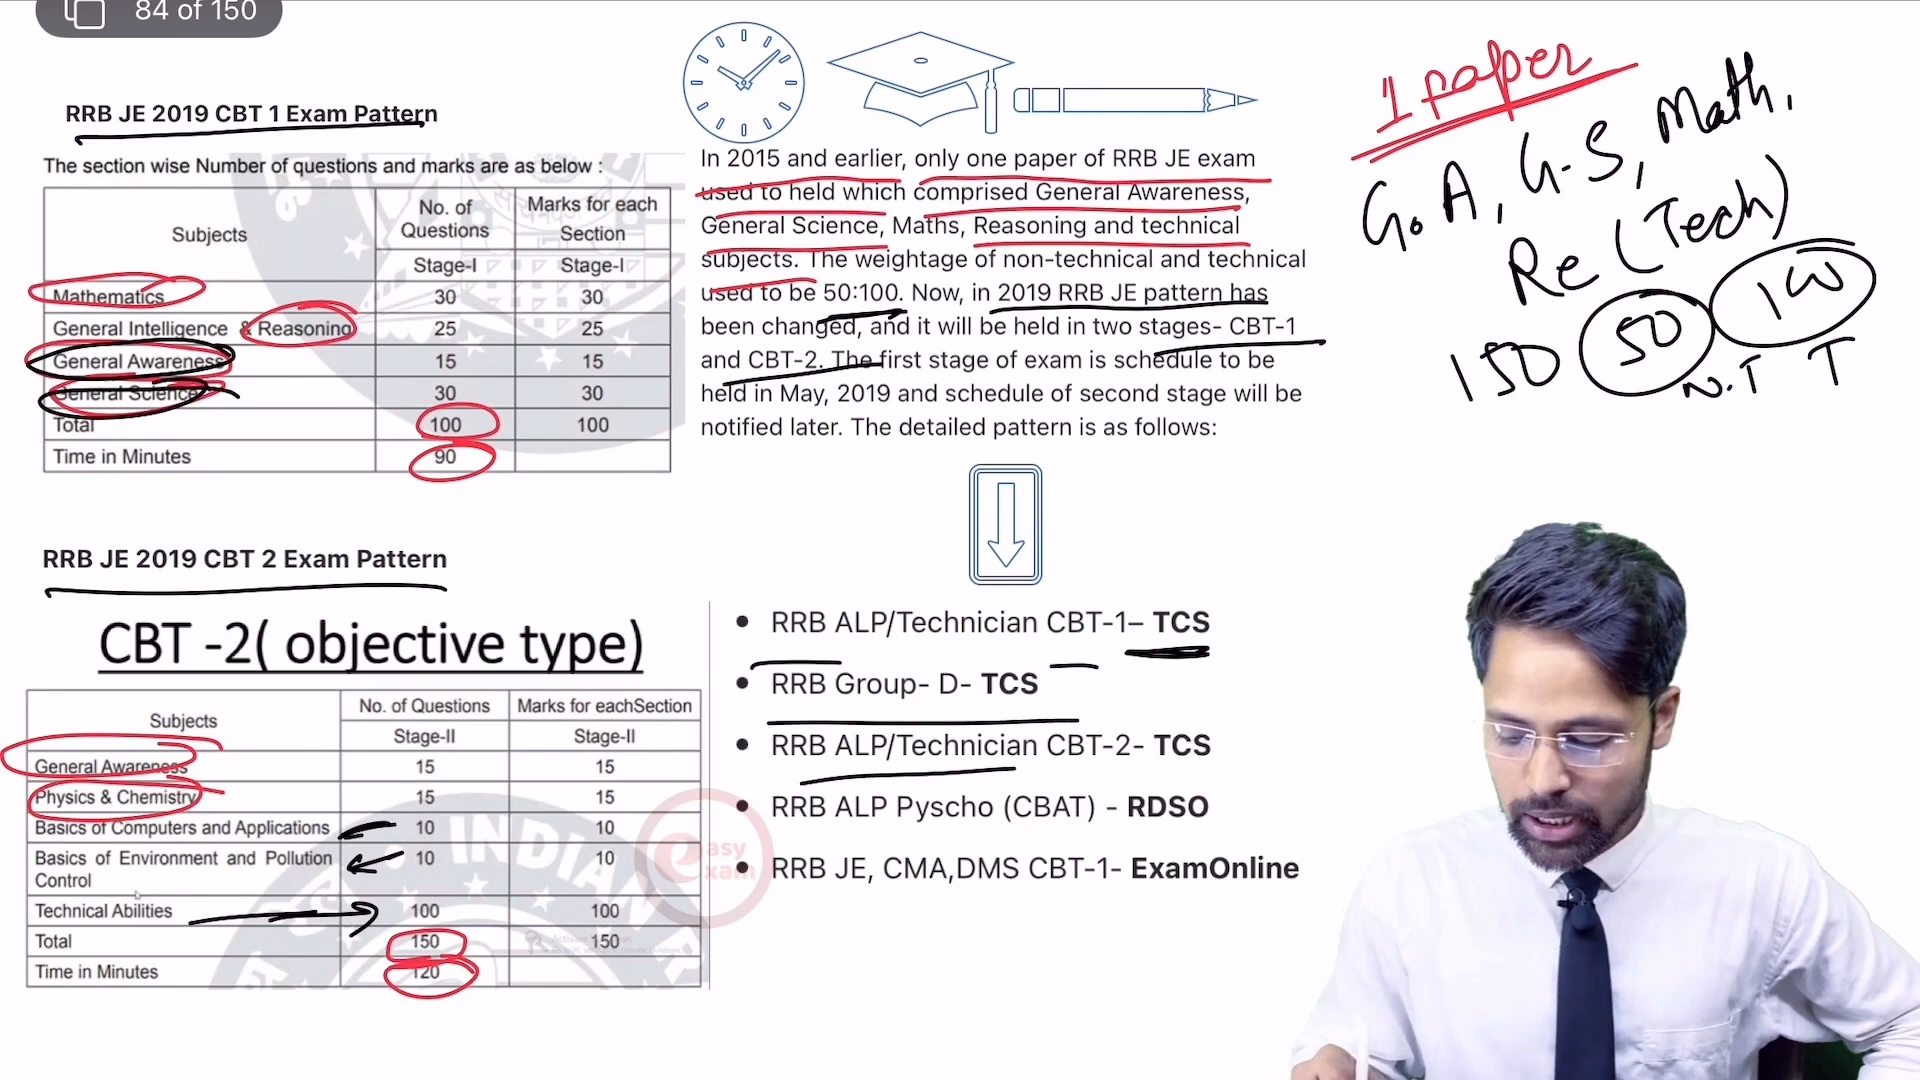 84 of 150
RRB JE 2019 CBT 1 Exam Pattern
The section wise Number of questions and marks are as below :
Subjects
No. of Questions
Marks for each Section
Stage-I
Stage-I
Mathematics 30 30
General Intelligence & Reasoning 25 25
General Awareness 15 15
General Science 30 30
Total 100 100
Time in Minutes 90
In 2015 and earlier, only one paper of RRB JE exam
used to held which comprised General Awareness,
General Science, Maths, Reasoning and technical
subjects. The weightage of non-technical and technical
used to be 50:100. Now, in 2019 RRB JE pattern has
been changed, and it will be held in two stages- CBT-1
and CBT-2. The first stage of exam is schedule to be
held in May, 2019 and schedule of second stage will be
notified later. The detailed pattern is as follows:
1 paper
G.A, G-S, Math,
Re (Tech)
150 50 100
N.T T
RRB JE 2019 CBT 2 Exam Pattern
CBT -2( objective type)
Subjects
No. of Questions
Marks for eachSection
Stage-II
Stage-II
General Awareness 15 15
Physics & Chemistry 15 15
Basics of Computers and Applications 10 10
Basics of Environment and Pollution 10 10
Control
Technical Abilities 100 100
Total 150 150
Time in Minutes 120
INDIA
easy
exam
• RRB ALP/Technician CBT-1– TCS
• RRB Group- D- TCS
• RRB ALP/Technician CBT-2- TCS
• RRB ALP Pyscho (CBAT) - RDSO
• RRB JE, CMA,DMS CBT-1- ExamOnline